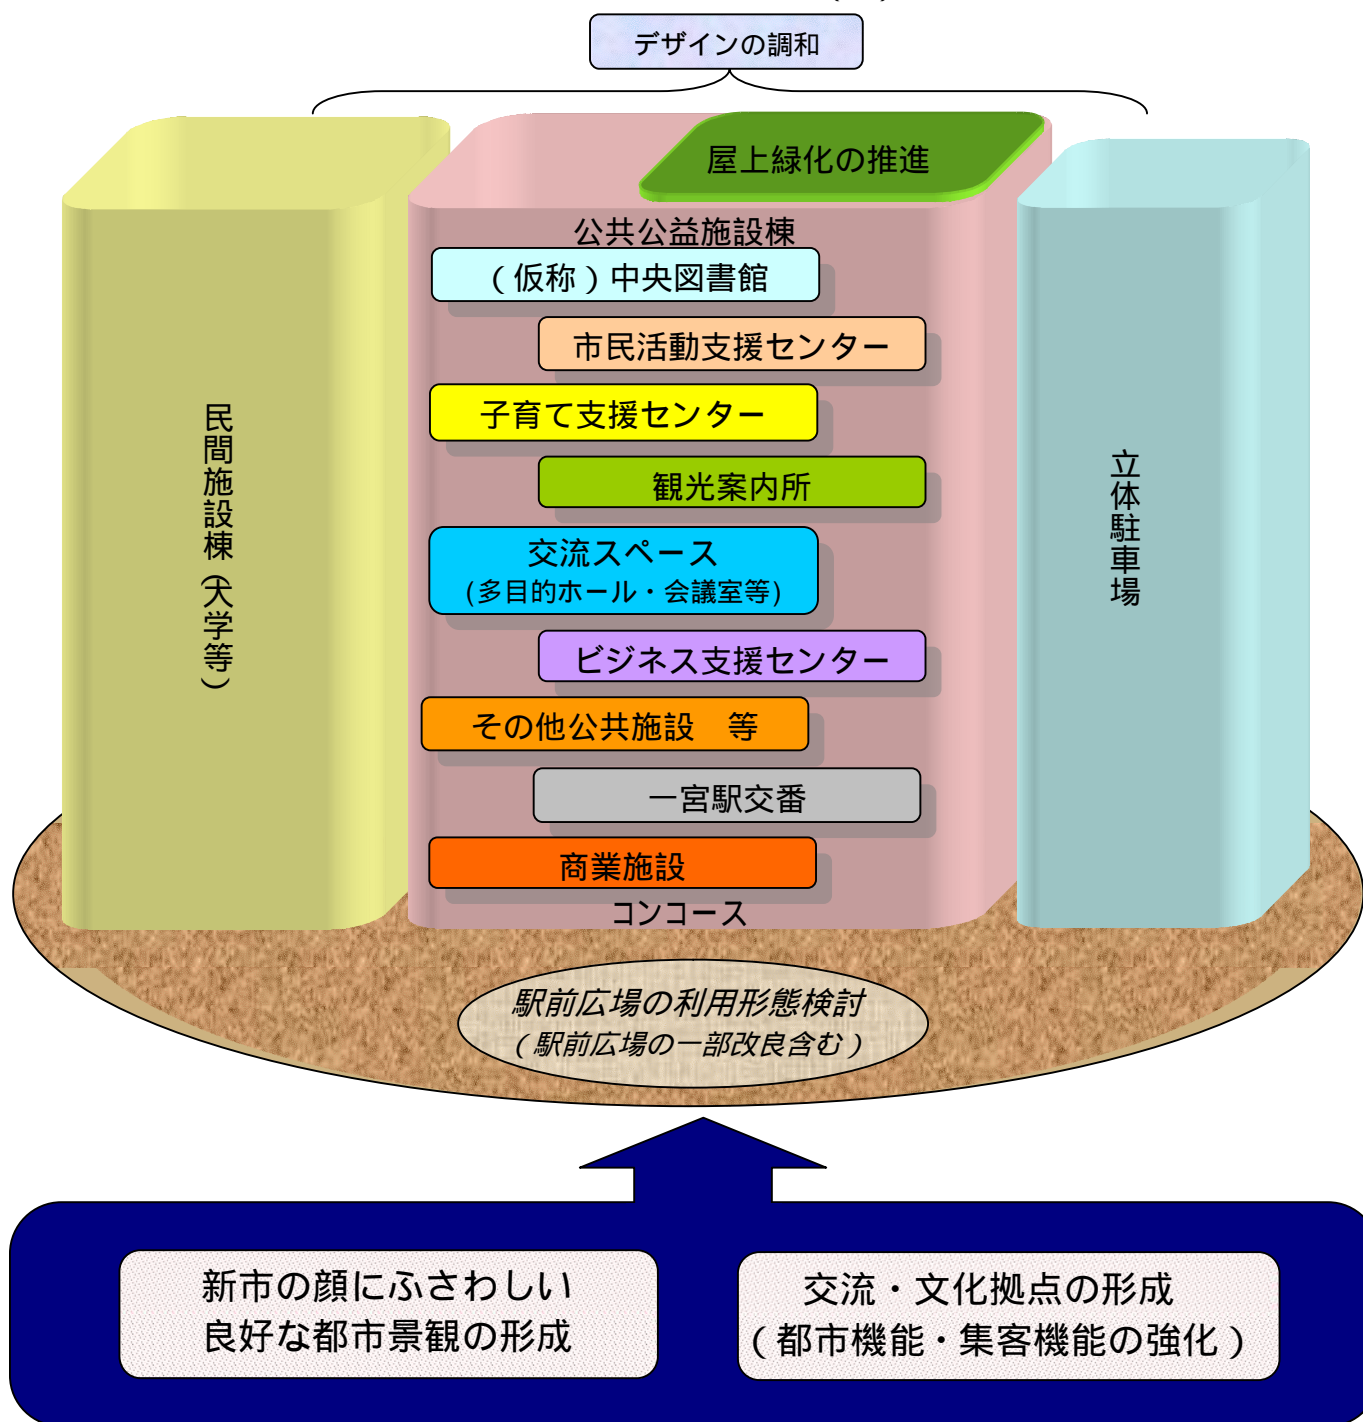 デザインの調和
屋上緑化の推進
公共公益施設棟
（仮称）中央図書館
市民活動支援センター
子育て支援センター
観光案内所
交流スペース
(多目的ホール・会議室等)
ビジネス支援センター
その他公共施設　等
一宮駅交番
商業施設
コンコース
民間施設棟（大学等）
立体駐車場
駅前広場の利用形態検討
（駅前広場の一部改良含む）
新市の顔にふさわしい
良好な都市景観の形成
交流・文化拠点の形成
（都市機能・集客機能の強化）